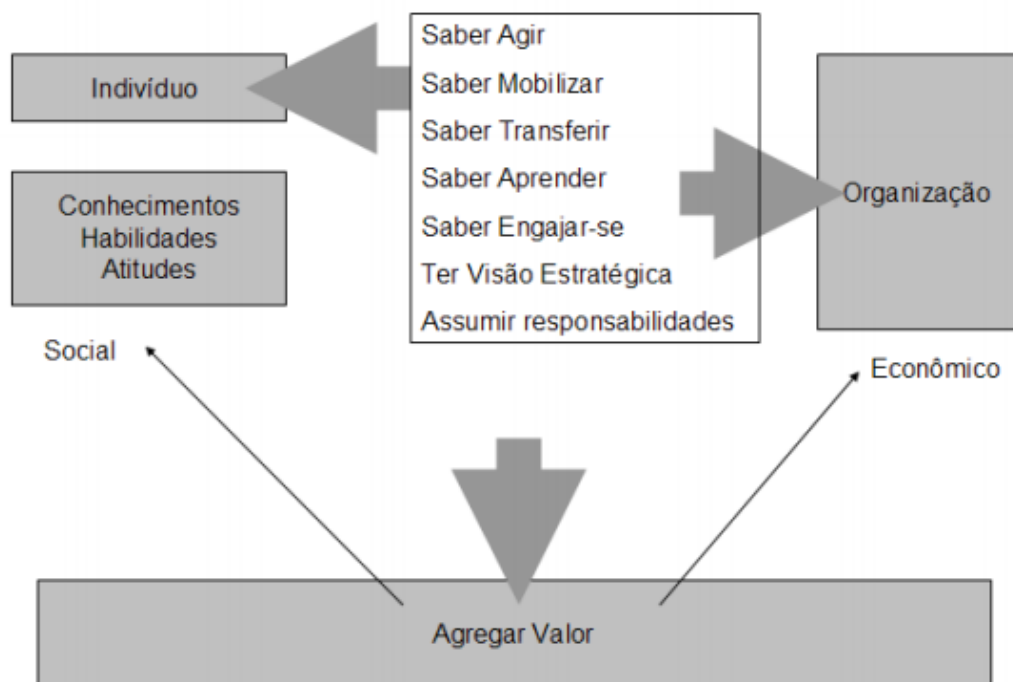 Indivíduo
Conhecimentos
Habilidades
Atitudes
Social
Saber Agir
Saber Mobilizar
Saber Transferir
Saber Aprender
Saber Engajar-se
Ter Visão Estratégica
Assumir responsabilidades
Organização
Econômico
Agregar Valor